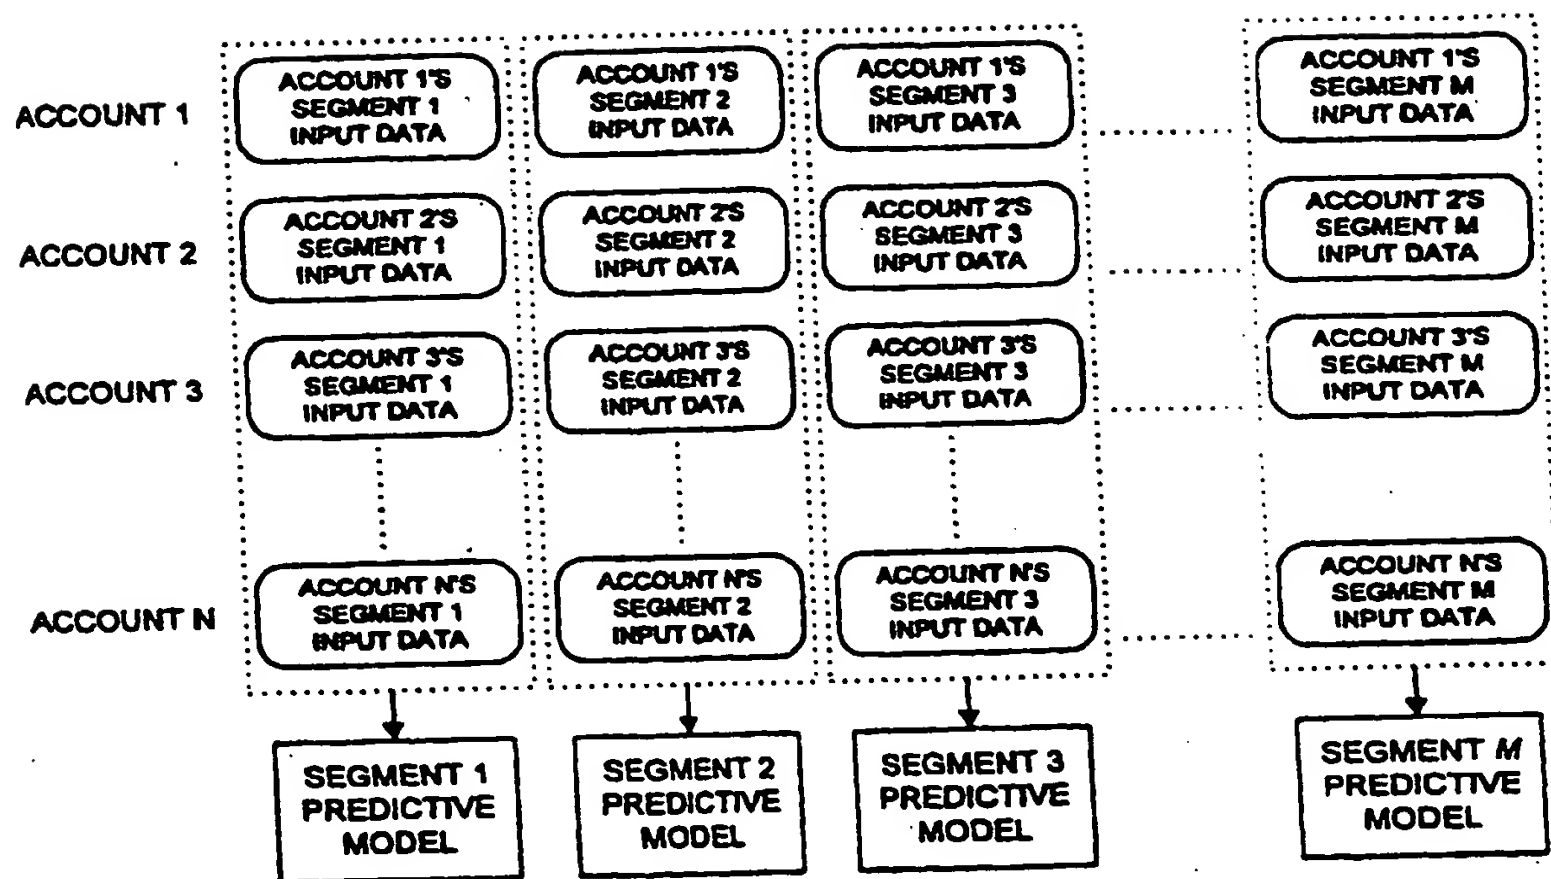 ACCOUNT 1
ACCOUNT 1'S
SEGMENT 1
INPUT DATA
ACCOUNT 1'S
SEGMENT 2
INPUT DATA
ACCOUNT 1'S
SEGMENT 3
INPUT DATA
ACCOUNT 1'S
SEGMENT M
INPUT DATA
ACCOUNT 2
ACCOUNT 2'S
SEGMENT 1
INPUT DATA
ACCOUNT 2'S
SEGMENT 2
INPUT DATA
ACCOUNT 2'S
SEGMENT 3
INPUT DATA
ACCOUNT 2'S
SEGMENT M
INPUT DATA
ACCOUNT 3
ACCOUNT 3'S
SEGMENT 1
INPUT DATA
ACCOUNT 3'S
SEGMENT 2
INPUT DATA
ACCOUNT 3'S
SEGMENT 3
INPUT DATA
ACCOUNT 3'S
SEGMENT M
INPUT DATA
ACCOUNT N
ACCOUNT N'S
SEGMENT 1
INPUT DATA
ACCOUNT N'S
SEGMENT 2
INPUT DATA
ACCOUNT N'S
SEGMENT 3
INPUT DATA
ACCOUNT N'S
SEGMENT M
INPUT DATA
SEGMENT 1
PREDICTIVE
MODEL
SEGMENT 2
PREDICTIVE
MODEL
SEGMENT 3
PREDICTIVE
MODEL
SEGMENT M
PREDICTIVE
MODEL